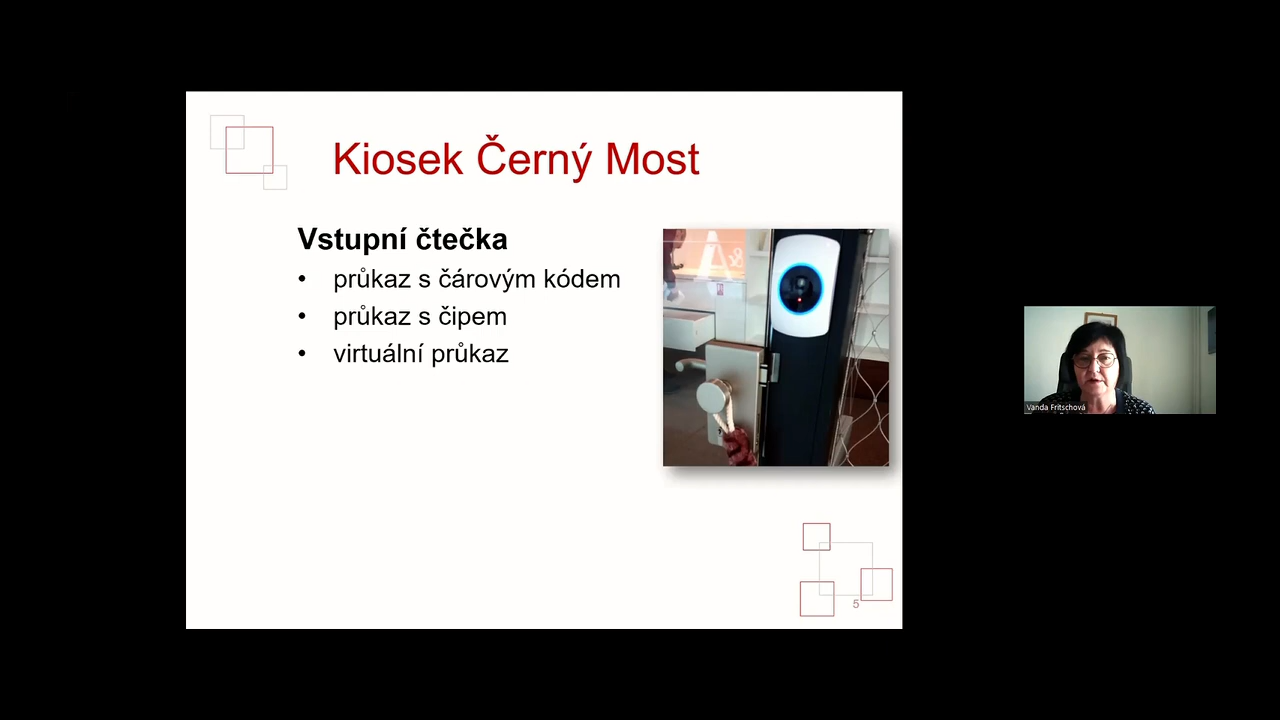 Kiosek Černý Most
Vstupní čtečka
• průkaz s čárovým kódem
• průkaz s čipem
• virtuální průkaz
5
Vanda Fritschová